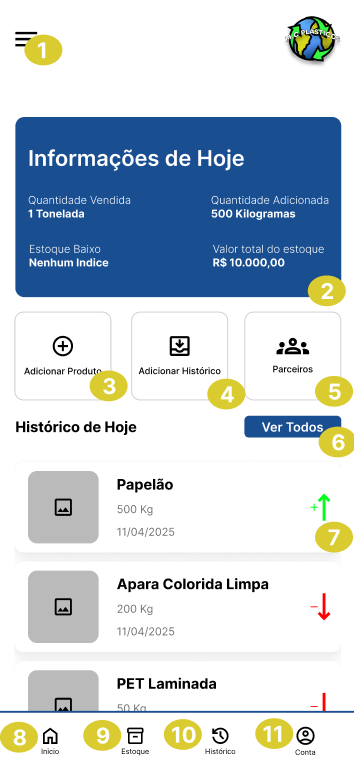 1
PLÁSTICOS
Informações de Hoje
Quantidade Vendida
1 Tonelada
Quantidade Adicionada
500 Kilogramas
Estoque Baixo
Nenhum Indice
Valor total do estoque
R$ 10.000,00
2
Adicionar Produto
3
Adicionar Histórico
4
Parceiros
5
Histórico de Hoje
Ver Todos
6
Papelão
500 Kg
11/04/2025
+
7
Apara Colorida Limpa
200 Kg
11/04/2025
−
PET Laminada
50 Kg
−
8
Início
9
Estoque
10
Histórico
11
Conta